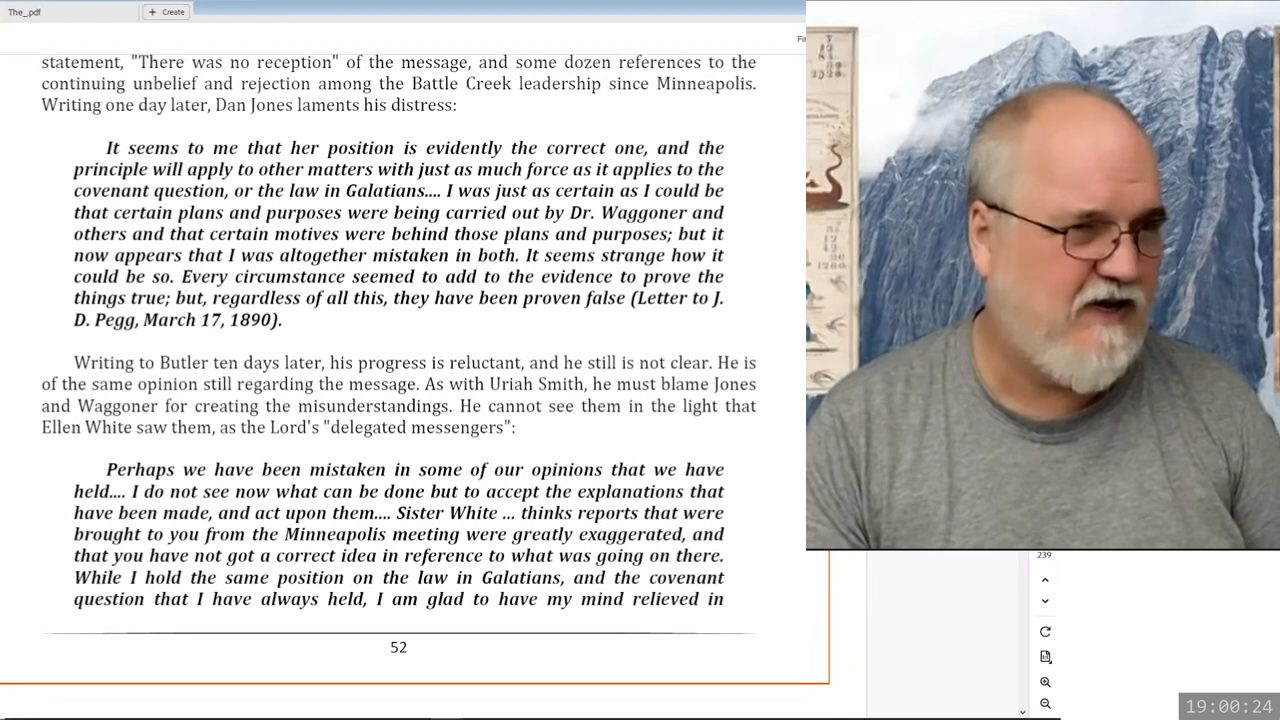 The_.pdf
+ Create
statement, "There was no reception" of the message, and some dozen references to the
continuing unbelief and rejection among the Battle Creek leadership since Minneapolis.
Writing one day later, Dan Jones laments his distress:
It seems to me that her position is evidently the correct one, and the
principle will apply to other matters with just as much force as it applies to the
covenant question, or the law in Galatians.... I was just as certain as I could be
that certain plans and purposes were being carried out by Dr. Waggoner and
others and that certain motives were behind those plans and purposes; but it
now appears that I was altogether mistaken in both. It seems strange how it
could be so. Every circumstance seemed to add to the evidence to prove the
things true; but, regardless of all this, they have been proven false (Letter to J.
D. Pegg, March 17, 1890).
Writing to Butler ten days later, his progress is reluctant, and he still is not clear. He is
of the same opinion still regarding the message. As with Uriah Smith, he must blame Jones
and Waggoner for creating the misunderstandings. He cannot see them in the light that
Ellen White saw them, as the Lord's "delegated messengers":
Perhaps we have been mistaken in some of our opinions that we have
held.... I do not see now what can be done but to accept the explanations that
have been made, and act upon them.... Sister White ... thinks reports that were
brought to you from the Minneapolis meeting were greatly exaggerated, and
that you have not got a correct idea in reference to what was going on there.
While I hold the same position on the law in Galatians, and the covenant
question that I have always held, I am glad to have my mind relieved in
52
239
19:00:24